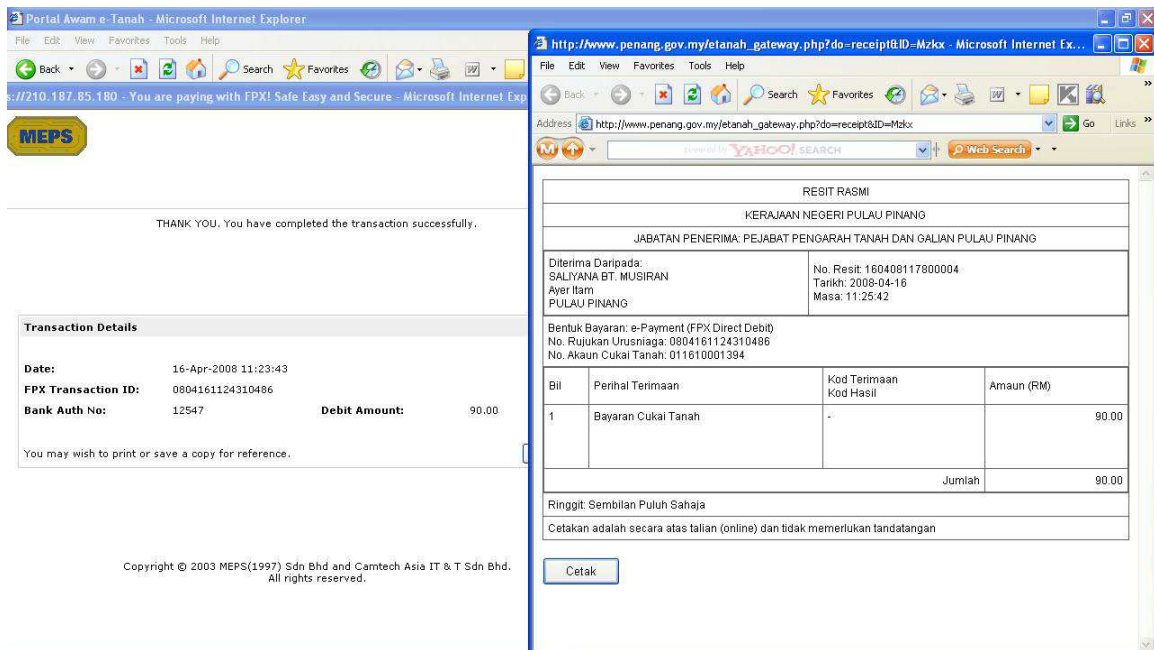 Portal Awam e-Tanah - Microsoft Internet Explorer
File Edit View Favorites Tools Help
Back Search Favorites
s://210.187.85.180 - You are paying with FPX! Safe Easy and Secure - Microsoft Internet Exp
MEPS
THANK YOU. You have completed the transaction successfully.
Transaction Details
Date: 16-Apr-2008 11:23:43
FPX Transaction ID: 0804161124310486
Bank Auth No: 12547 Debit Amount: 90.00
You may wish to print or save a copy for reference.
Copyright © 2003 MEPS(1997) Sdn Bhd and Camtech Asia IT & T Sdn Bhd.
All rights reserved.
http://www.penang.gov.my/etanah_gateway.php?do=receipt&ID=Mzkx - Microsoft Internet Ex...
File Edit View Favorites Tools Help
Back Search Favorites
Address http://www.penang.gov.my/etanah_gateway.php?do=receipt&ID=Mzkx Go Links
powered by YAHOO! SEARCH Web Search
RESIT RASMI
KERAJAAN NEGERI PULAU PINANG
JABATAN PENERIMA: PEJABAT PENGARAH TANAH DAN GALIAN PULAU PINANG
Diterima Daripada:
SALIYANA BT. MUSIRAN
Ayer Itam
PULAU PINANG
No. Resit: 160408117800004
Tarikh: 2008-04-16
Masa: 11:25:42
Bentuk Bayaran: e-Payment (FPX Direct Debit)
No. Rujukan Urusniaga: 0804161124310486
No. Akaun Cukai Tanah: 011610001394
Bil Perihal Terimaan Kod Terimaan Amaun (RM)
Kod Hasil
1 Bayaran Cukai Tanah - 90.00
Jumlah 90.00
Ringgit: Sembilan Puluh Sahaja
Cetakan adalah secara atas talian (online) dan tidak memerlukan tandatangan
Cetak